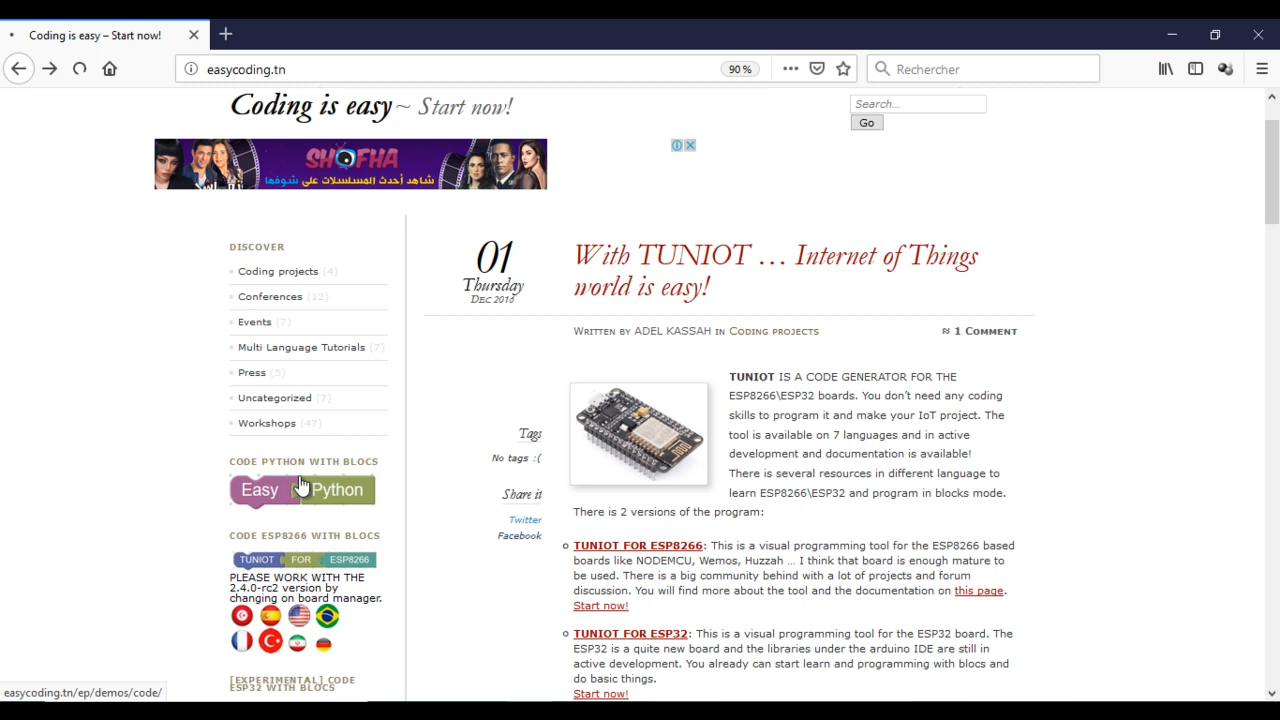 Coding is easy – Start now!
easycoding.tn
90 %
Rechercher
Coding is easy ~ Start now!
Search...
Go
SHOFHA
شاهد أحدث المسلسلات على شوفها
DISCOVER
Coding projects (4)
Conferences (12)
Events (7)
Multi Language Tutorials (7)
Press (5)
Uncategorized (7)
Workshops (47)
CODE PYTHON WITH BLOCS
Easy Python
CODE ESP8266 WITH BLOCS
TUNIOT FOR ESP8266
PLEASE WORK WITH THE
2.4.0-rc2 version by
changing on board manager.
[EXPERIMENTAL] CODE
ESP32 WITH BLOCS
01
Thursday
DEC 2016
With TUNIOT ... Internet of Things
world is easy!
WRITTEN BY ADEL KASSAH IN CODING PROJECTS
≈ 1 COMMENT
Tags
No tags :(
Share it
Twitter
Facebook
TUNIOT IS A CODE GENERATOR FOR THE
ESP8266\ESP32 boards. You don't need any coding
skills to program it and make your IoT project. The
tool is available on 7 languages and in active
development and documentation is available!
There is several resources in different language to
learn ESP8266\ESP32 and program in blocks mode.
There is 2 versions of the program:
TUNIOT FOR ESP8266: This is a visual programming tool for the ESP8266 based
boards like NODEMCU, Wemos, Huzzah ... I think that board is enough mature to
be used. There is a big community behind with a lot of projects and forum
discussion. You will find more about the tool and the documentation on this page.
Start now!
TUNIOT FOR ESP32: This is a visual programming tool for the ESP32 board. The
ESP32 is a quite new board and the libraries under the arduino IDE are still in
active development. You already can start learn and programming with blocs and
do basic things.
Start now!
easycoding.tn/ep/demos/code/